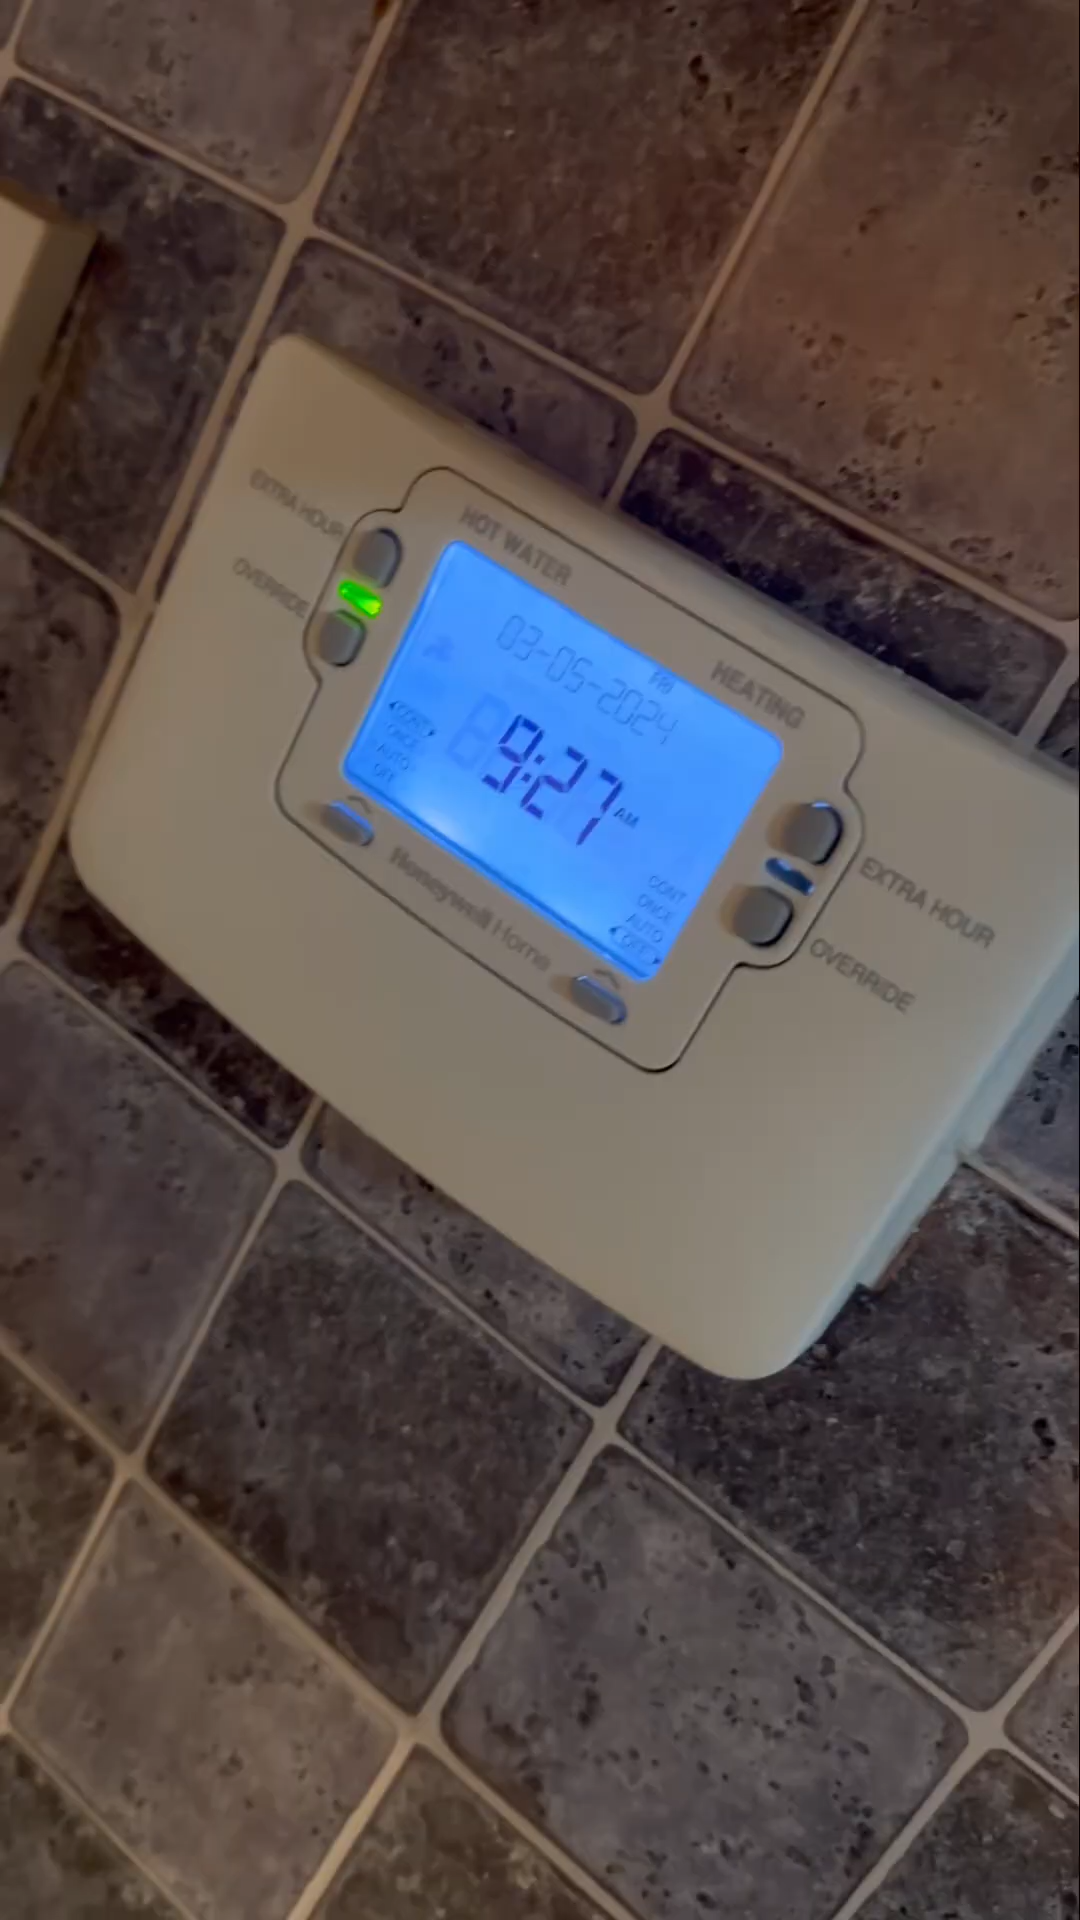 EXTRA HOUR
OVERRIDE
HOT WATER
HEATING
03-05-2024
FRI
9:27 AM
CONT
ONCE
AUTO
OFF
CONT
ONCE
AUTO
OFF
Honeywell Home
EXTRA HOUR
OVERRIDE